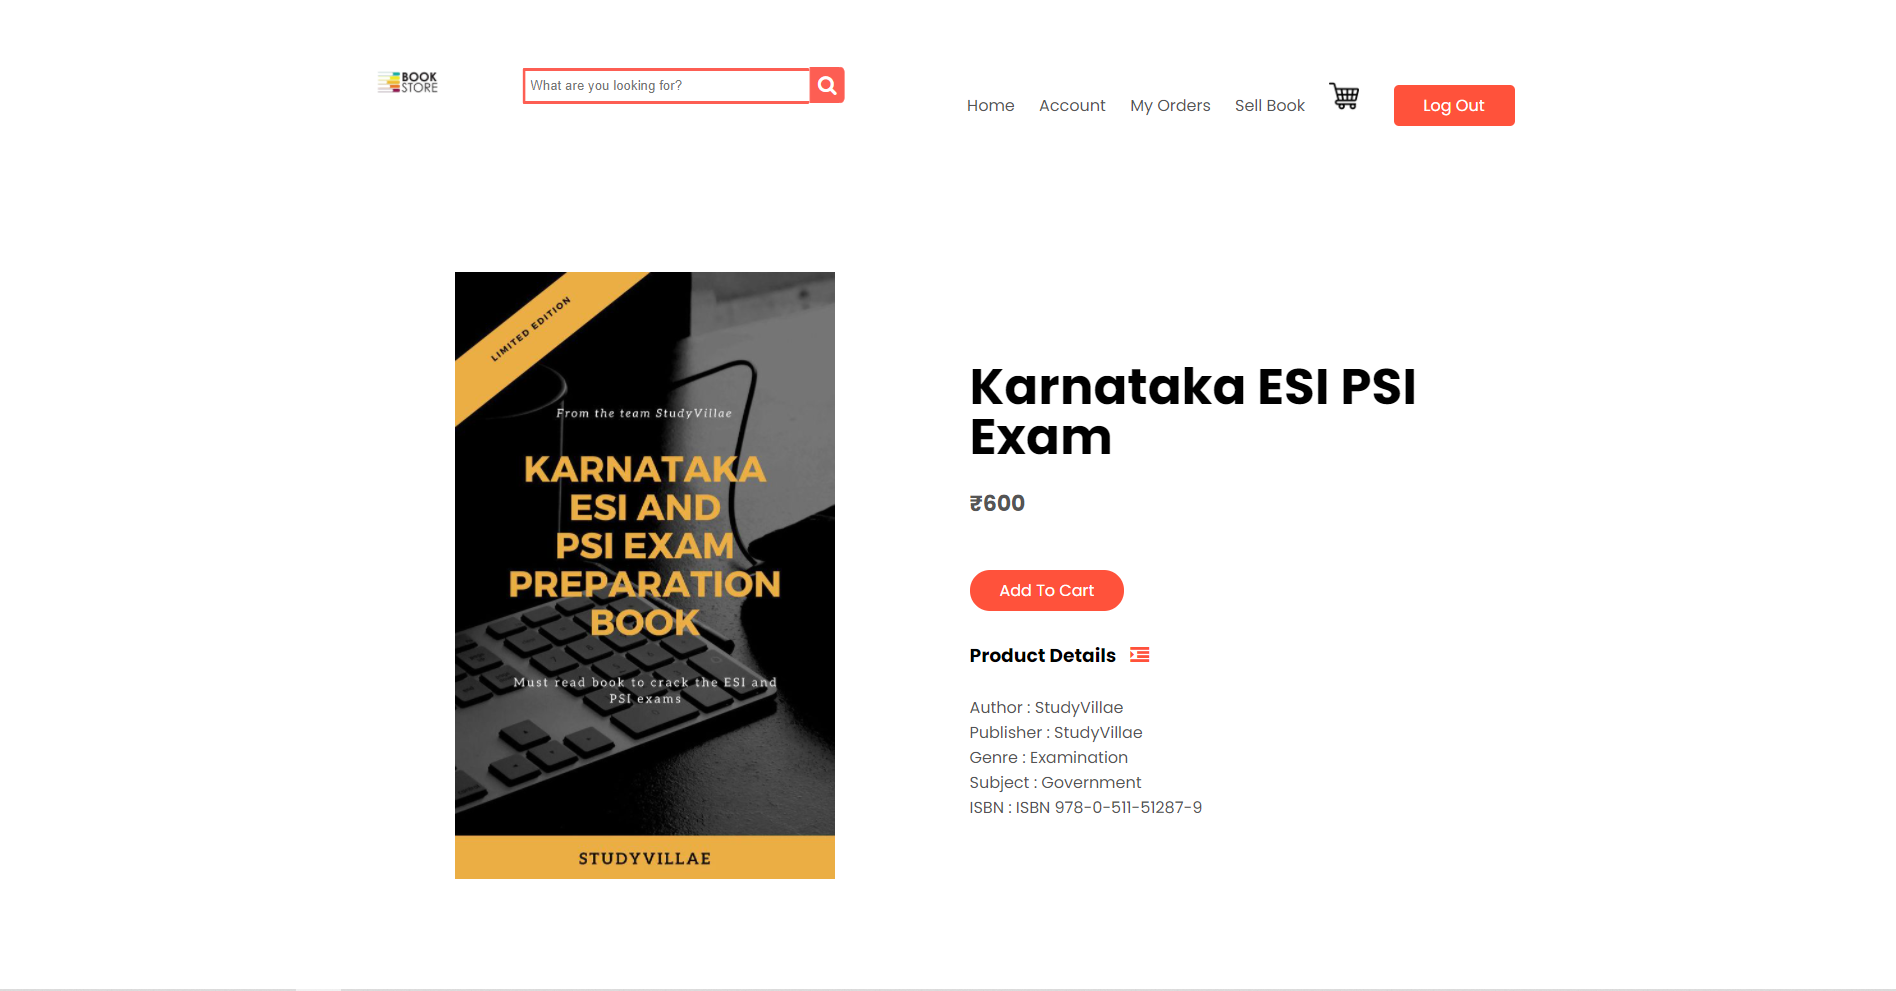 BOOK
STORE
What are you looking for?
Home
Account
My Orders
Sell Book
Log Out
LIMITED EDITION
From the team StudyVillae
KARNATAKA
ESI AND
PSI EXAM
PREPARATION
BOOK
Must read book to crack the ESI and
PSI exams
STUDYVILLAE
Karnataka ESI PSI
Exam
₹600
Add To Cart
Product Details
Author : StudyVillae
Publisher : StudyVillae
Genre : Examination
Subject : Government
ISBN : ISBN 978-0-511-51287-9